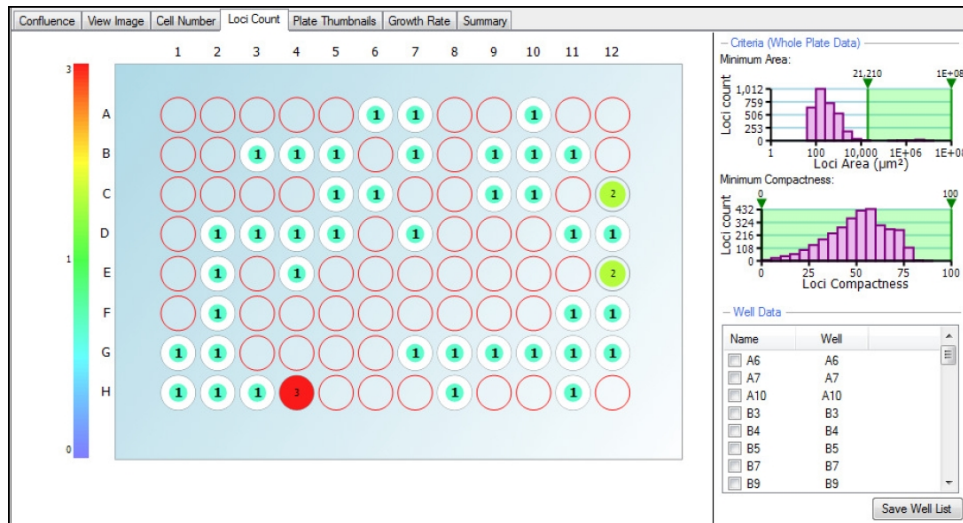 Confluence View Image Cell Number Loci Count Plate Thumbnails Growth Rate Summary
1 2 3 4 5 6 7 8 9 10 11 12
3
1
0
A 1 1 1
B 1 1 1 1 1 1 1
C 1 1 1 1 2
D 1 1 1 1 1 1 1
E 1 1 2
F 1 1 1
G 1 1 1 1 1 1 1 1
H 1 1 1 3 1 1
Criteria (Whole Plate Data)
Minimum Area:
21,210 1E+08
Loci count
1,012
759
506
253
0
1 100 10,000 1E+06 1E+08
Loci Area (µm²)
Minimum Compactness:
0 100
Loci count
432
324
216
108
0
0 25 50 75 100
Loci Compactness
Well Data
Name Well
A6 A6
A7 A7
A10 A10
B3 B3
B4 B4
B5 B5
B7 B7
B9 B9
Save Well List